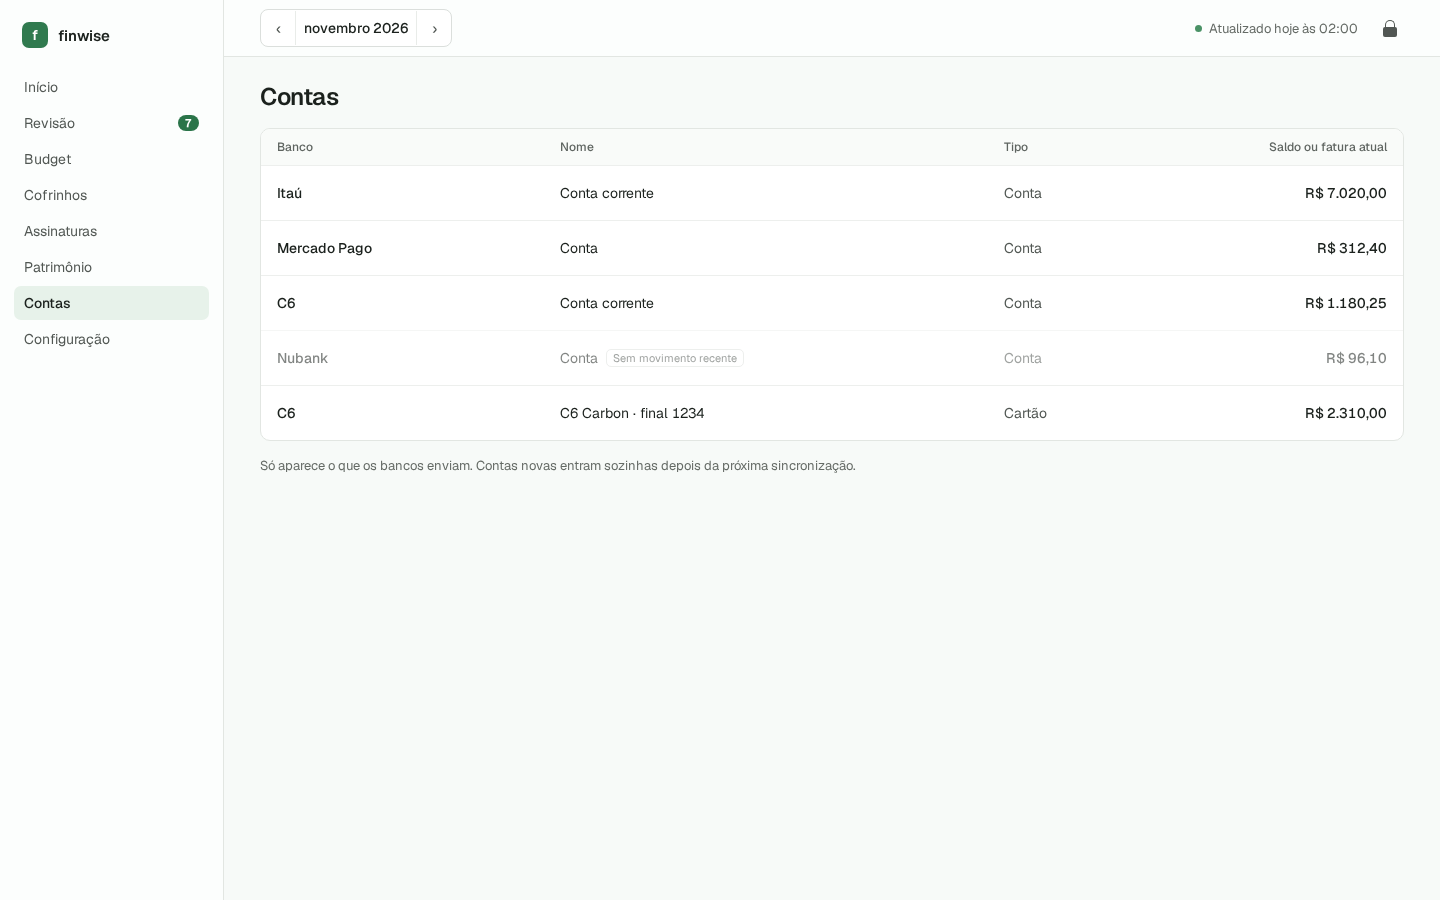 f finwise
Início
Revisão 7
Budget
Cofrinhos
Assinaturas
Patrimônio
Contas
Configuração
‹ novembro 2026 ›
Atualizado hoje às 02:00
Contas
Banco Nome Tipo Saldo ou fatura atual
Itaú Conta corrente Conta R$ 7.020,00
Mercado Pago Conta Conta R$ 312,40
C6 Conta corrente Conta R$ 1.180,25
Nubank Conta Sem movimento recente Conta R$ 96,10
C6 C6 Carbon · final 1234 Cartão R$ 2.310,00
Só aparece o que os bancos enviam. Contas novas entram sozinhas depois da próxima sincronização.